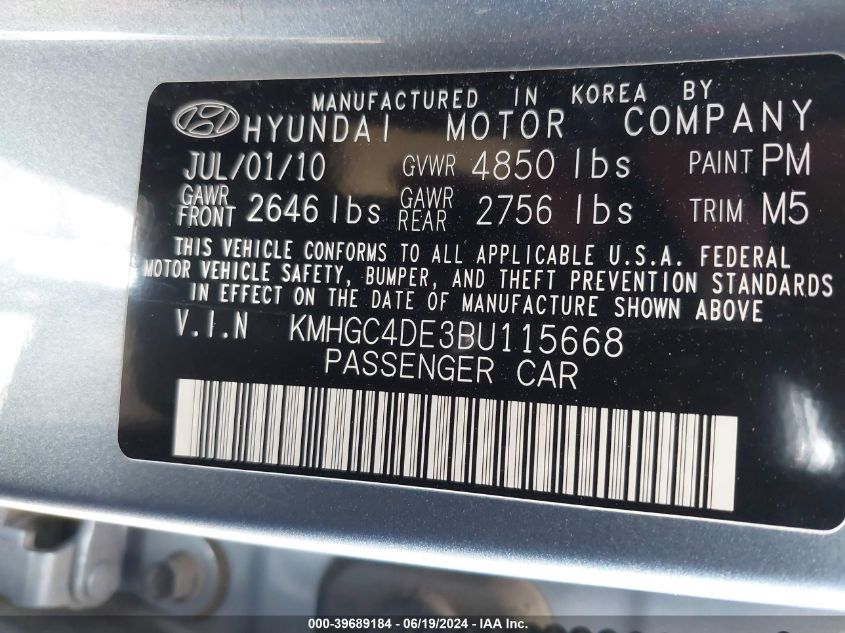 MANUFACTURED IN KOREA BY
HYUNDAI MOTOR COMPANY
JUL/01/10 GVWR 4850 lbs PAINT PM
GAWR FRONT 2646 lbs GAWR REAR 2756 lbs TRIM M5
THIS VEHICLE CONFORMS TO ALL APPLICABLE U.S.A. FEDERAL
MOTOR VEHICLE SAFETY, BUMPER, AND THEFT PREVENTION STANDARDS
IN EFFECT ON THE DATE OF MANUFACTURE SHOWN ABOVE
V.I.N KMHGC4DE3BU115668
PASSENGER CAR
000-39689184 - 06/19/2024 - IAA Inc.